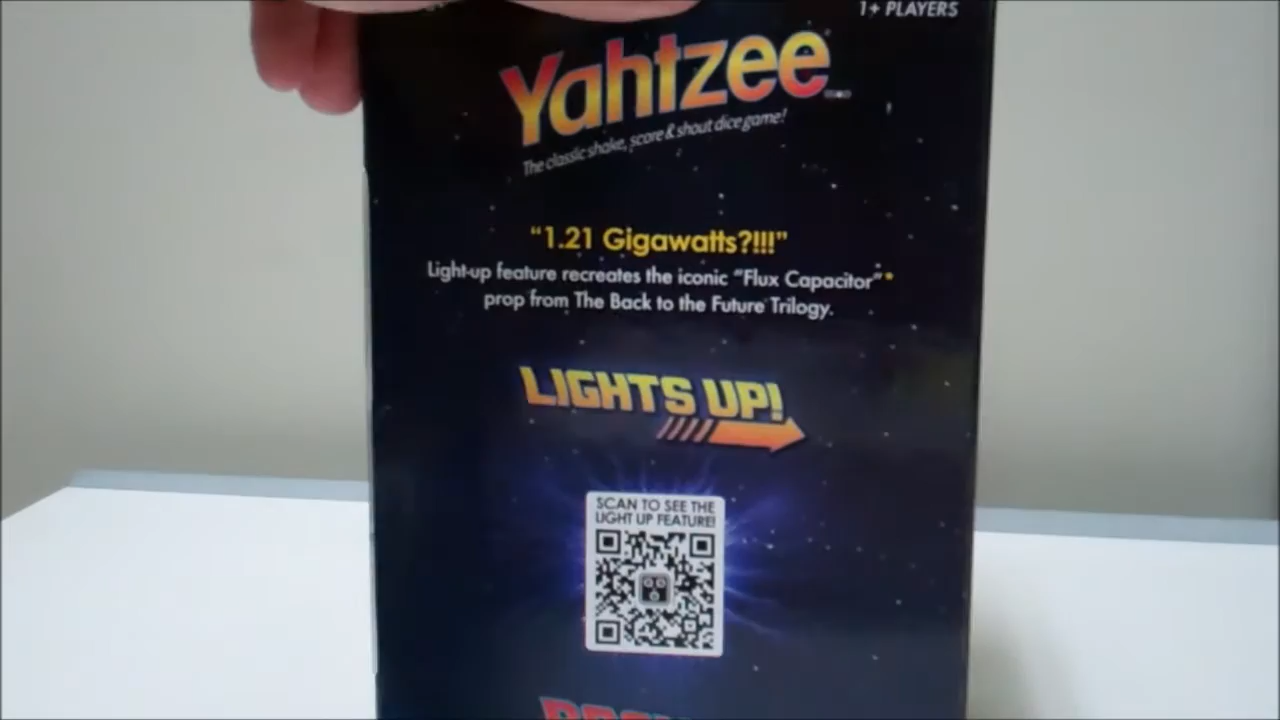 1+ PLAYERS
Yahtzee
The classic shake, score & shout dice game!
"1.21 Gigawatts?!!!"
Light-up feature recreates the iconic "Flux Capacitor"*
prop from The Back to the Future Trilogy.
LIGHTS UP!
SCAN TO SEE THE
LIGHT UP FEATURE!